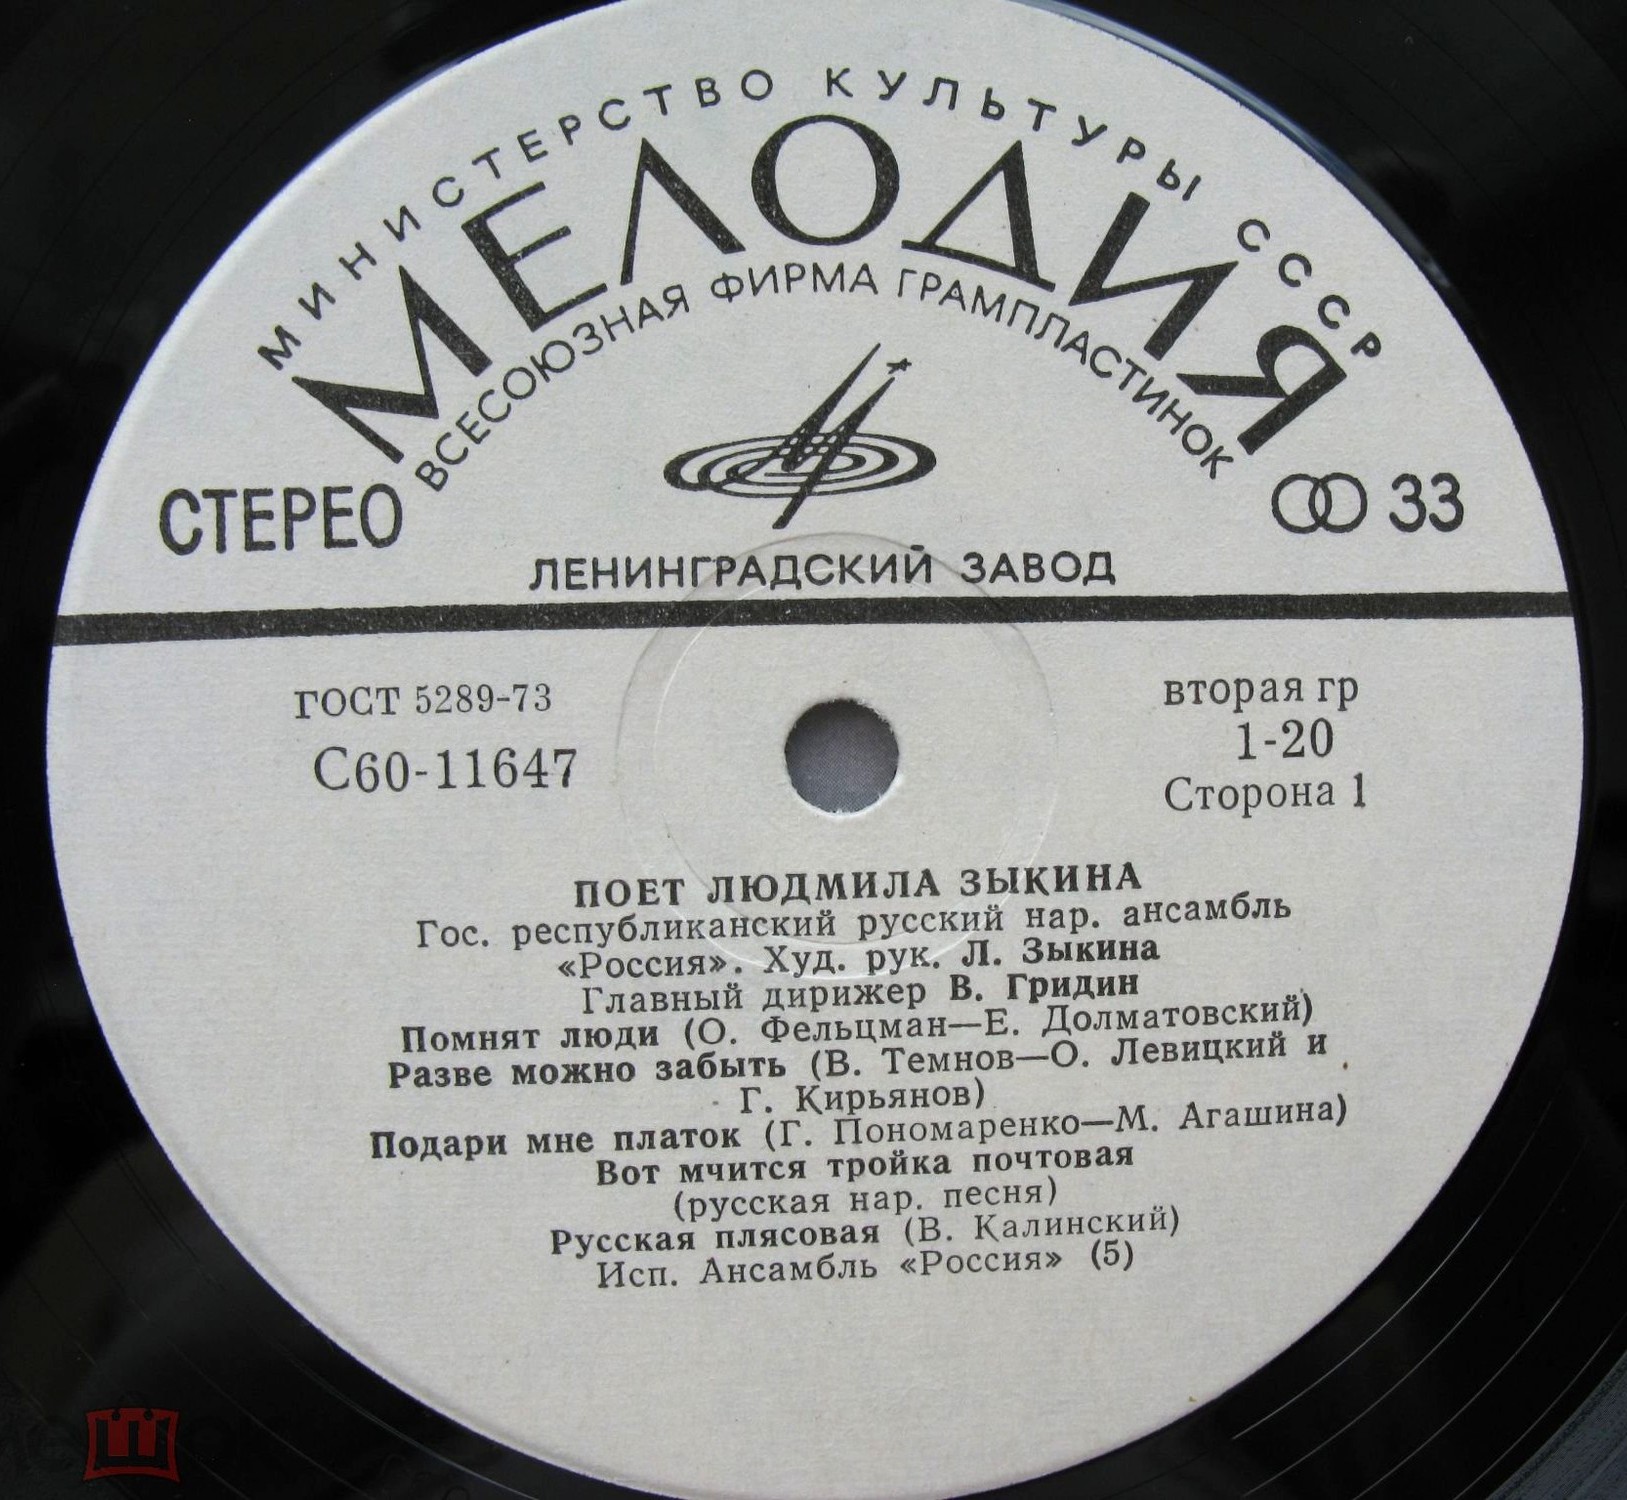 МИНИСТЕРСТВО КУЛЬТУРЫ СССР
МЕЛОДИЯ
ВСЕСОЮЗНАЯ ФИРМА ГРАМПЛАСТИНОК
СТЕРЕО
33
ЛЕНИНГРАДСКИЙ ЗАВОД
ГОСТ 5289-73
С60-11647
вторая гр
1-20
Сторона 1
ПОЕТ ЛЮДМИЛА ЗЫКИНА
Гос. республиканский русский нар. ансамбль
«Россия». Худ. рук. Л. Зыкина
Главный дирижер В. Гридин
Помнят люди (О. Фельцман—Е. Долматовский)
Разве можно забыть (В. Темнов—О. Левицкий и
Г. Кирьянов)
Подари мне платок (Г. Пономаренко—М. Агашина)
Вот мчится тройка почтовая
(русская нар. песня)
Русская плясовая (В. Калинский)
Исп. Ансамбль «Россия» (5)